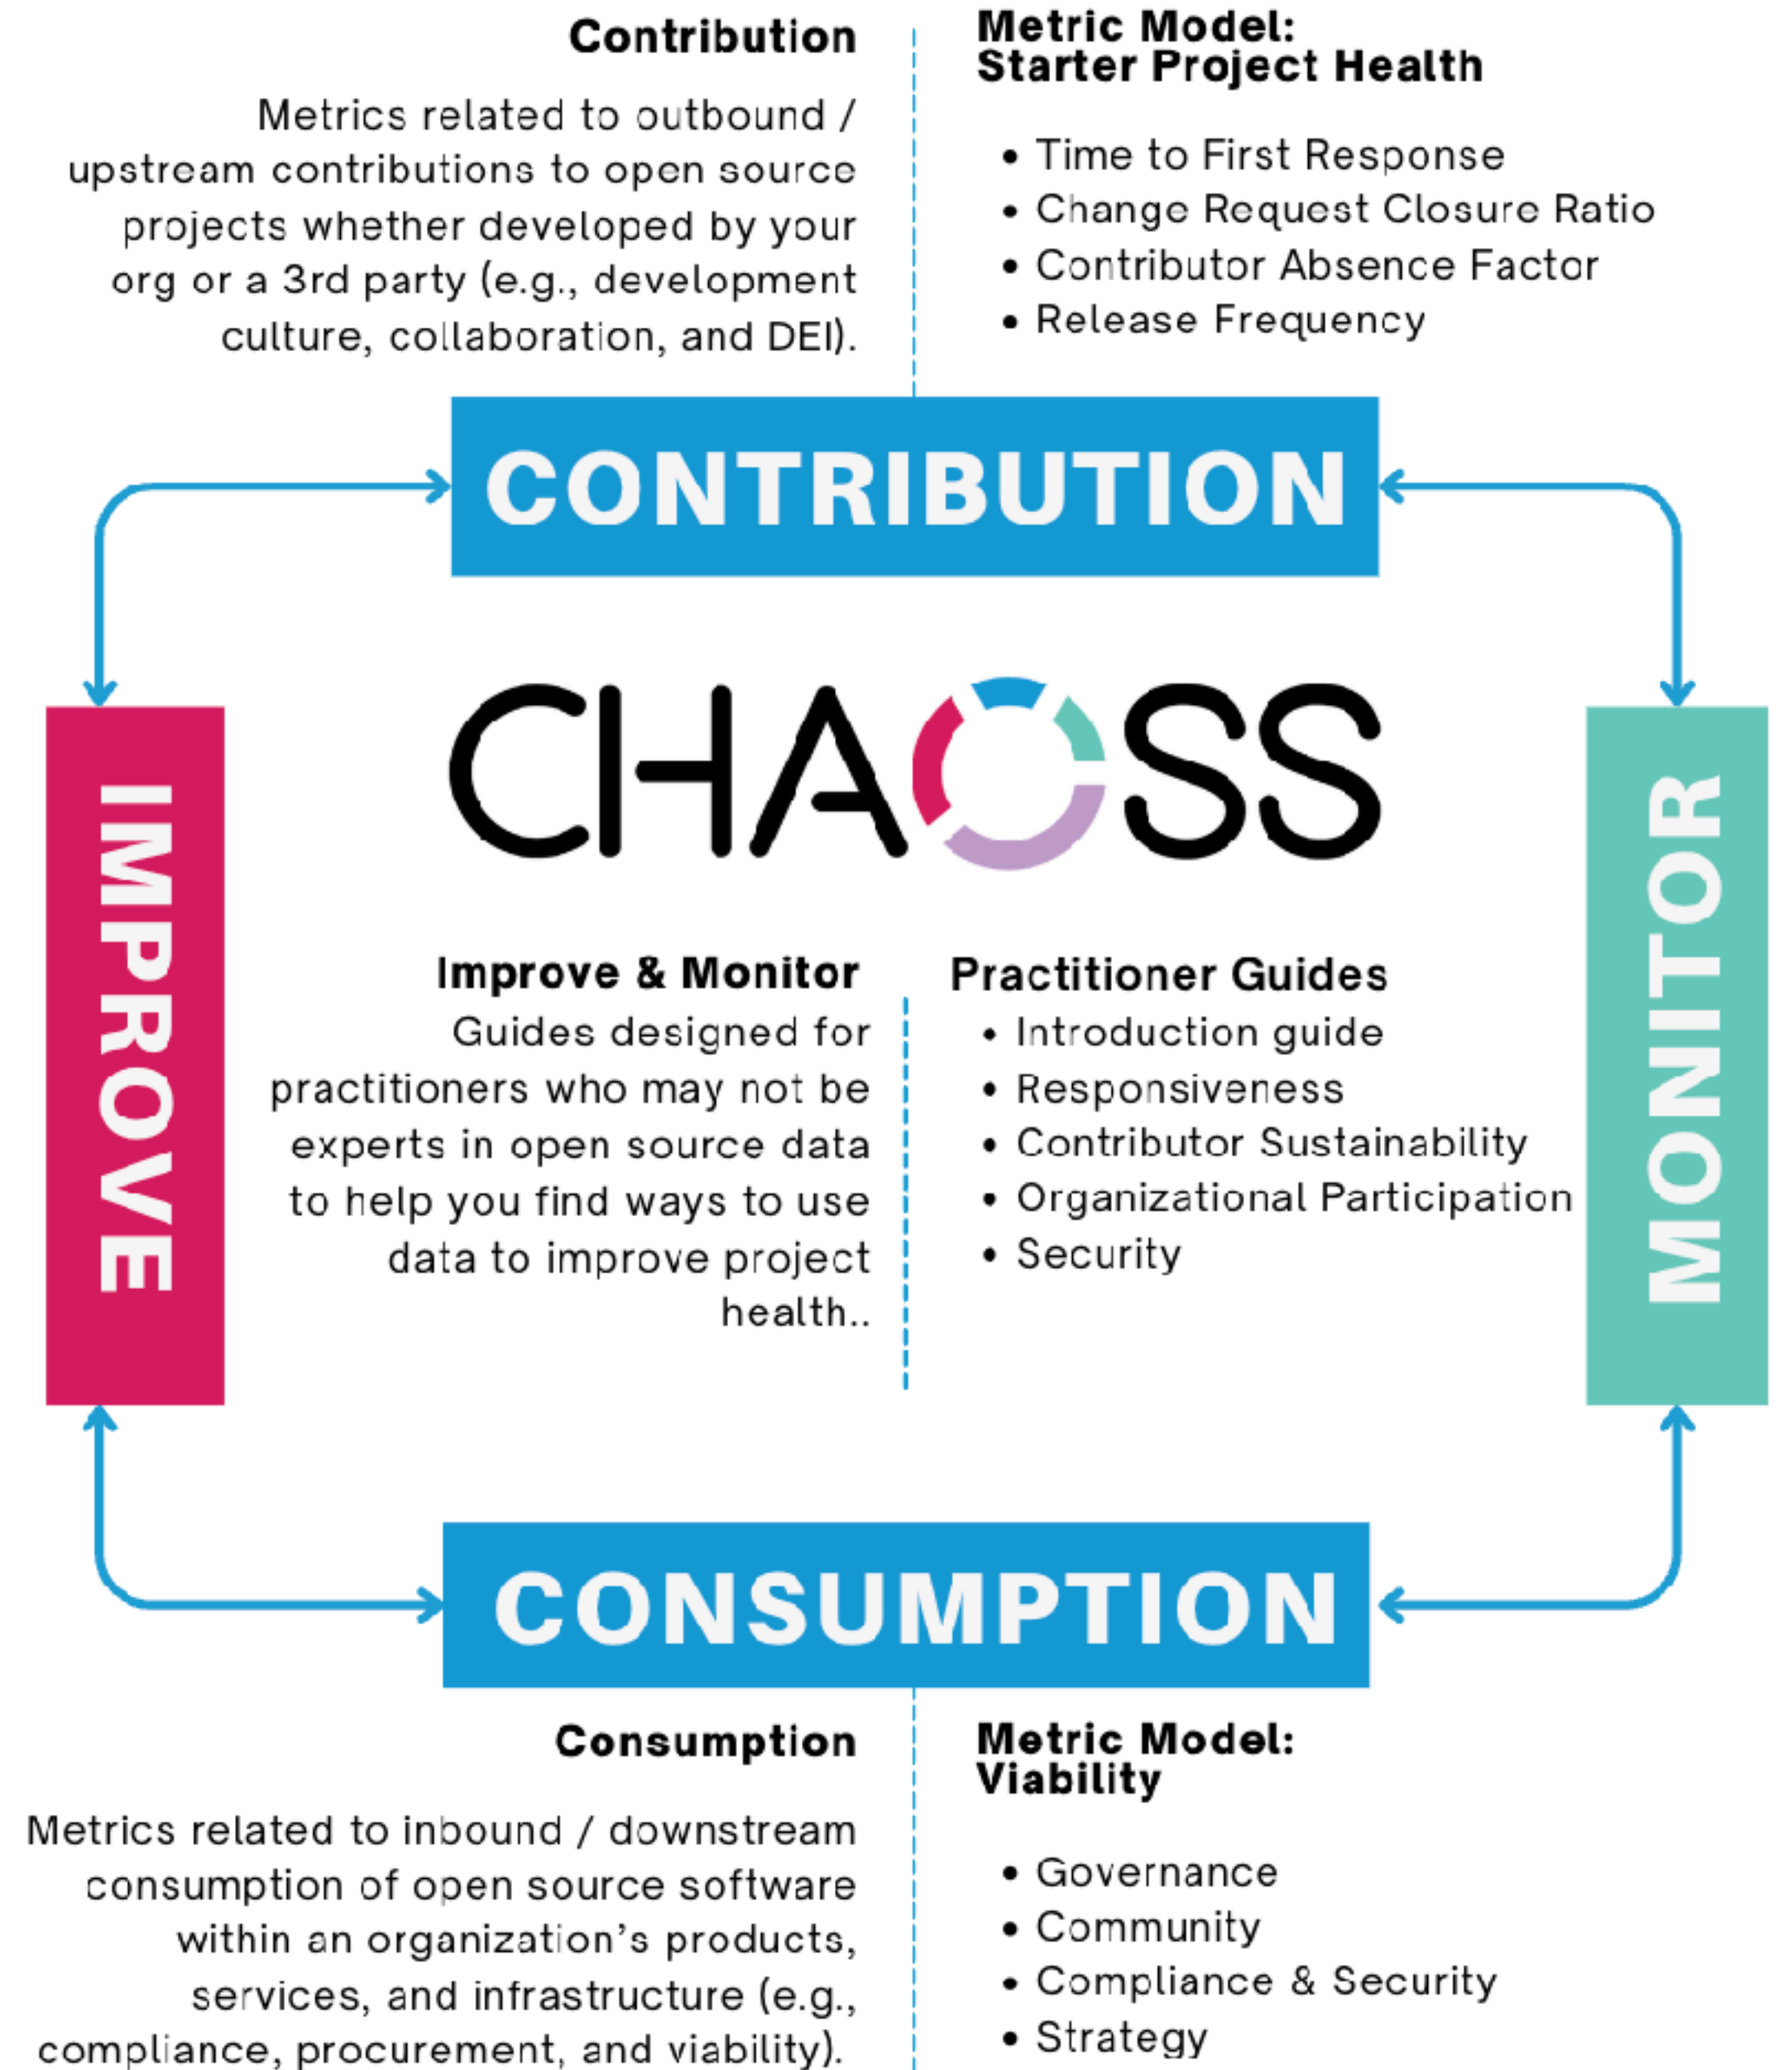 Contribution
Metrics related to outbound /
upstream contributions to open source
projects whether developed by your
org or a 3rd party (e.g., development
culture, collaboration, and DEI).
Metric Model:
Starter Project Health
• Time to First Response
• Change Request Closure Ratio
• Contributor Absence Factor
• Release Frequency
CONTRIBUTION
IMPROVE
CHAOSS
MONITOR
Improve & Monitor
Guides designed for
practitioners who may not be
experts in open source data
to help you find ways to use
data to improve project
health..
Practitioner Guides
• Introduction guide
• Responsiveness
• Contributor Sustainability
• Organizational Participation
• Security
CONSUMPTION
Consumption
Metrics related to inbound / downstream
consumption of open source software
within an organization’s products,
services, and infrastructure (e.g.,
compliance, procurement, and viability).
Metric Model:
Viability
• Governance
• Community
• Compliance & Security
• Strategy